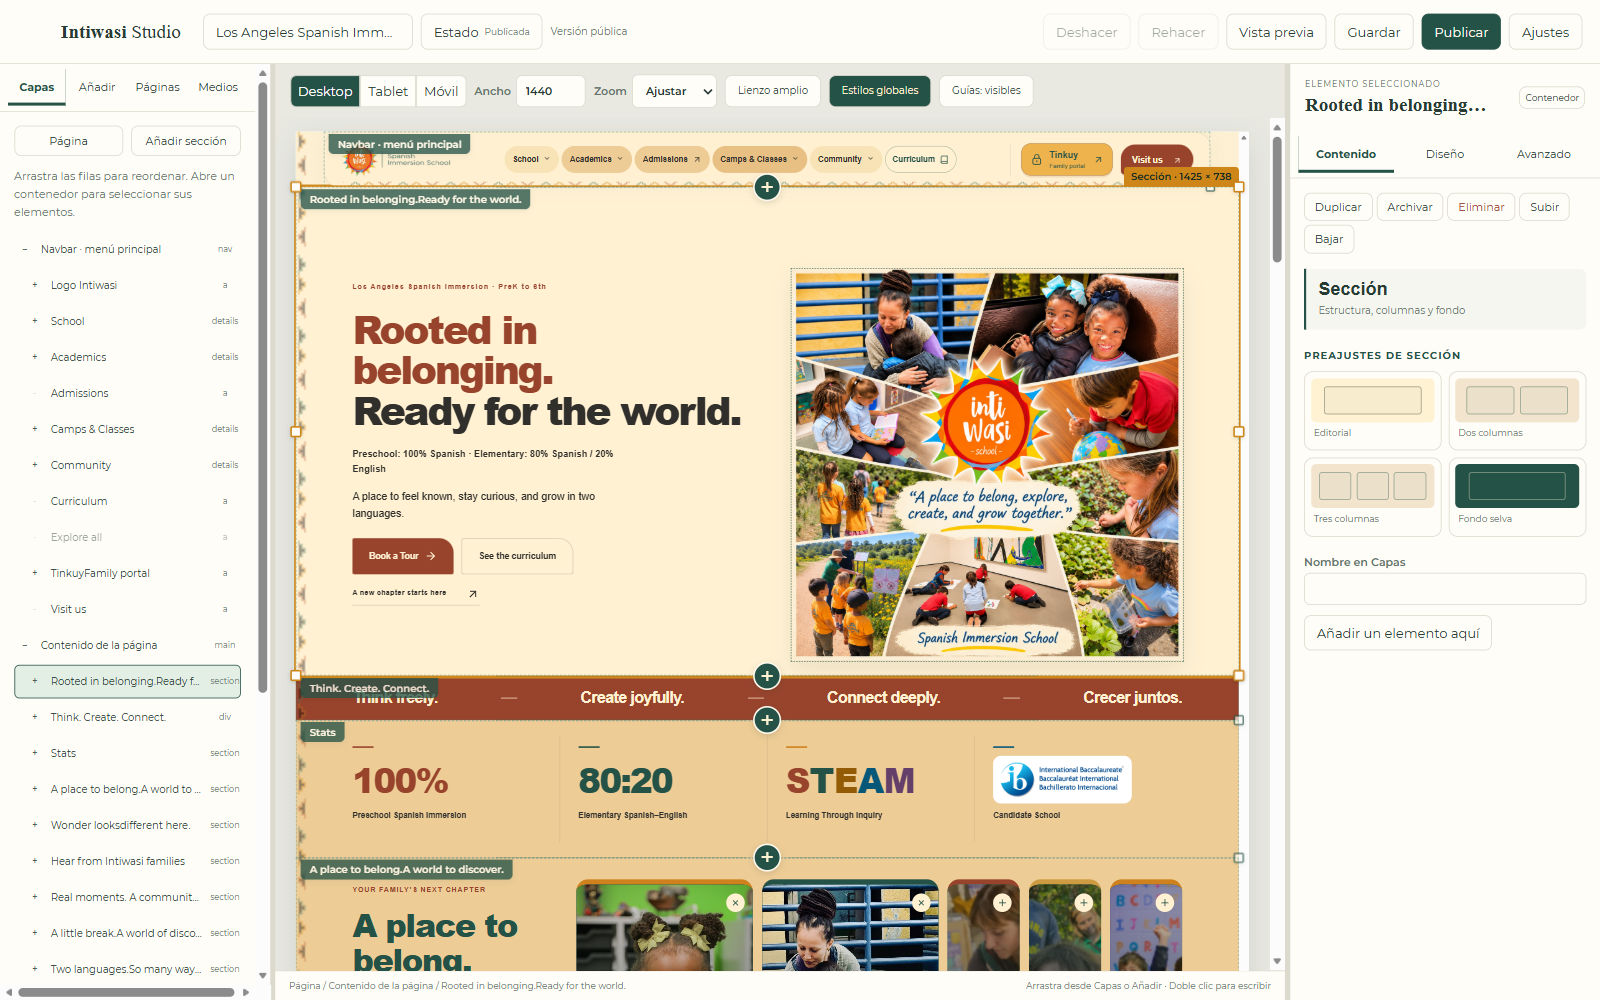 Intiwasi Studio
Los Angeles Spanish Imm...
Estado Publicada
Versión pública
Deshacer
Rehacer
Vista previa
Guardar
Publicar
Ajustes
Capas
Añadir
Páginas
Medios
Página
Añadir sección
Arrastra las filas para reordenar. Abre un
contenedor para seleccionar sus
elementos.
− Navbar · menú principal nav
+ Logo Intiwasi a
+ School details
+ Academics details
Admissions a
+ Camps & Classes details
+ Community details
Curriculum a
Explore all a
+ TinkuyFamily portal a
Visit us a
− Contenido de la página main
+ Rooted in belonging.Ready f... section
+ Think. Create. Connect. div
+ Stats section
+ A place to belong.A world to ... section
+ Wonder looksdifferent here. section
+ Hear from Intiwasi families section
+ Real moments. A communit... section
+ A little break.A world of disco... section
+ Two languages.So many way... section
Desktop
Tablet
Móvil
Ancho 1440
Zoom Ajustar
Lienzo amplio
Estilos globales
Guías: visibles
Navbar · menú principal
Spanish
Immersion School
School
Academics
Admissions
Camps & Classes
Community
Curriculum
Tinkuy
Family portal
Visit us
Sección · 1425 × 738
Rooted in belonging.Ready for the world.
Los Angeles Spanish Immersion · PreK to 6th
Rooted in
belonging.
Ready for the world.
Preschool: 100% Spanish · Elementary: 80% Spanish / 20%
English
A place to feel known, stay curious, and grow in two
languages.
Book a Tour
See the curriculum
A new chapter starts here
inti
wasi
- school -
“A place to belong, explore,
create, and grow together.”
Spanish Immersion School
Think. Create. Connect.
Think freely.
Create joyfully.
Connect deeply.
Crecer juntos.
Stats
100%
Preschool Spanish Immersion
80:20
Elementary Spanish–English
STEAM
Learning Through Inquiry
International Baccalaureate
Baccalauréat International
Bachillerato Internacional
Candidate School
A place to belong.A world to discover.
YOUR FAMILY'S NEXT CHAPTER
A place to
belong.
Página / Contenido de la página / Rooted in belonging.Ready for the world.
Arrastra desde Capas o Añadir · Doble clic para escribir
ELEMENTO SELECCIONADO
Rooted in belonging...
Contenedor
Contenido
Diseño
Avanzado
Duplicar
Archivar
Eliminar
Subir
Bajar
Sección
Estructura, columnas y fondo
PREAJUSTES DE SECCIÓN
Editorial
Dos columnas
Tres columnas
Fondo selva
Nombre en Capas
Añadir un elemento aquí